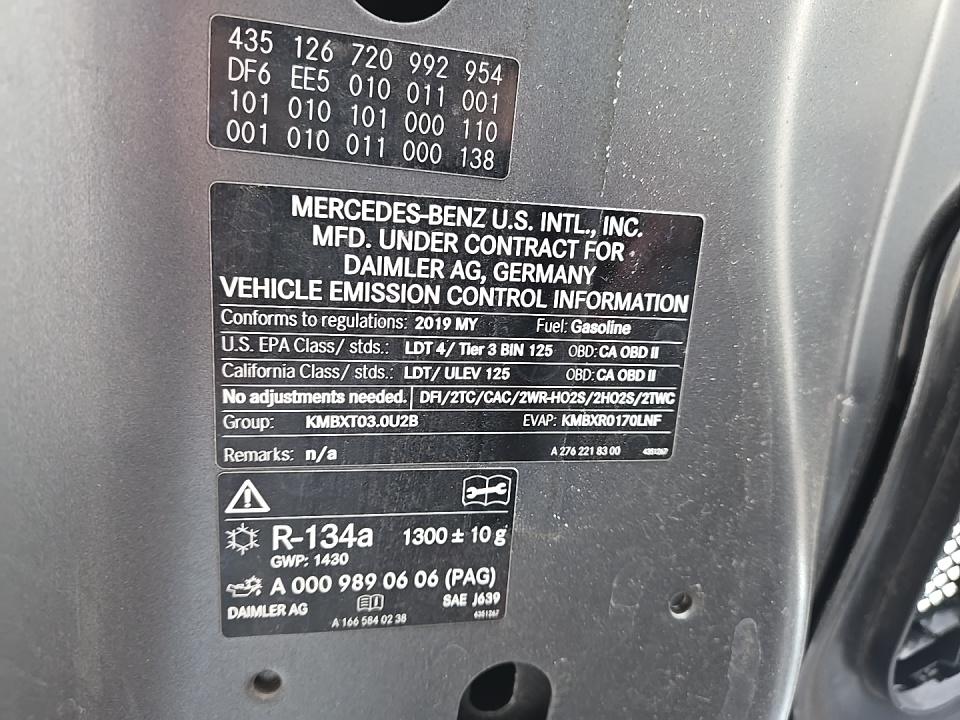 435 126 720 992 954
DF6 EE5 010 011 001
101 010 101 000 110
001 010 011 000 138
MERCEDES-BENZ U.S. INTL., INC.
MFD. UNDER CONTRACT FOR
DAIMLER AG, GERMANY
VEHICLE EMISSION CONTROL INFORMATION
Conforms to regulations: 2019 MY Fuel: Gasoline
U.S. EPA Class/ stds.: LDT 4/ Tier 3 BIN 125 OBD: CA OBD II
California Class/ stds.: LDT/ ULEV 125 OBD: CA OBD II
No adjustments needed. DFI/2TC/CAC/2WR-HO2S/2HO2S/2TWC
Group: KMBXT03.0U2B EVAP: KMBXR0170LNF
Remarks: n/a A 276 221 83 00 4351267
R-134a 1300 ± 10 g
GWP: 1430
A 000 989 06 06 (PAG)
DAIMLER AG SAE J639
A 166 584 02 38 4351267